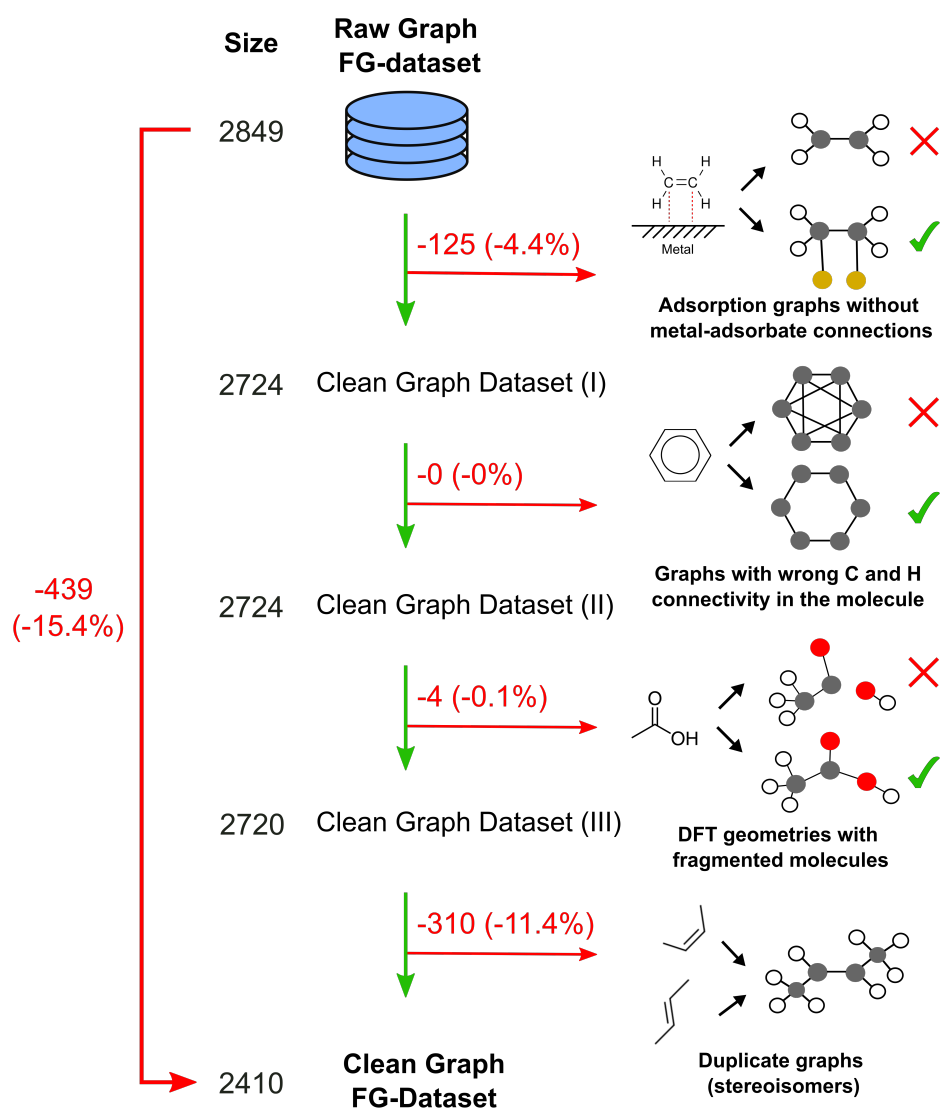 Size
Raw Graph
FG-dataset
2849
-125 (-4.4%)
H
H
C=C
H
H
Metal
Adsorption graphs without
metal-adsorbate connections
2724
Clean Graph Dataset (I)
-0 (-0%)
Graphs with wrong C and H
connectivity in the molecule
-439
(-15.4%)
2724
Clean Graph Dataset (II)
-4 (-0.1%)
O
OH
DFT geometries with
fragmented molecules
2720
Clean Graph Dataset (III)
-310 (-11.4%)
Duplicate graphs
(stereoisomers)
2410
Clean Graph
FG-Dataset